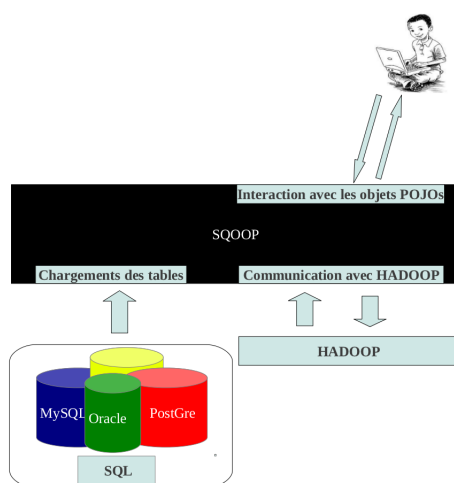 Interaction avec les objets POJOs
SQOOP
Chargements des tables
Communication avec HADOOP
HADOOP
MySQL
Oracle
PostGre
SQL